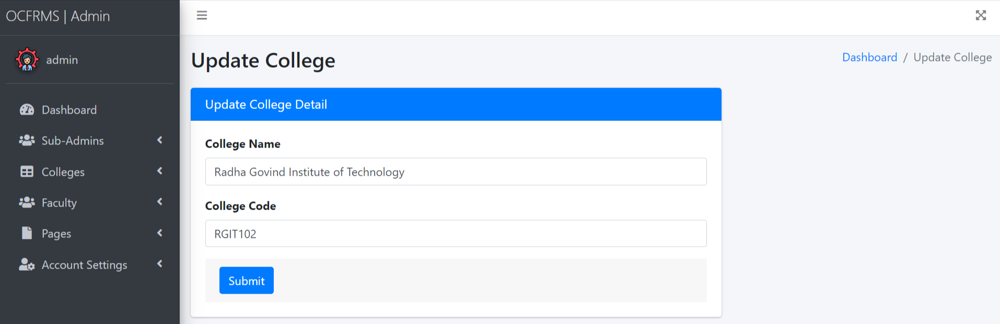 OCFRMS | Admin
admin
Dashboard
Sub-Admins
Colleges
Faculty
Pages
Account Settings
Update College
Dashboard / Update College
Update College Detail
College Name
Radha Govind Institute of Technology
College Code
RGIT102
Submit